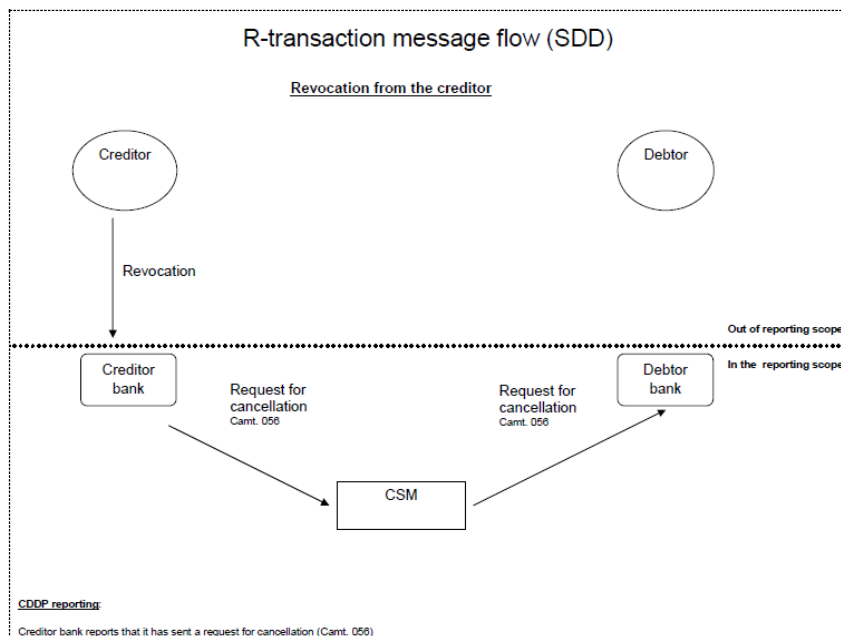 R-transaction message flow (SDD)
Revocation from the creditor
Creditor
Debtor
Revocation
Out of reporting scope
Creditor
bank
Request for
cancellation
Camt. 056
Request for
cancellation
Camt. 056
Debtor
bank
In the reporting scope
CSM
CDDP reporting:
Creditor bank reports that it has sent a request for cancellation (Camt. 056)